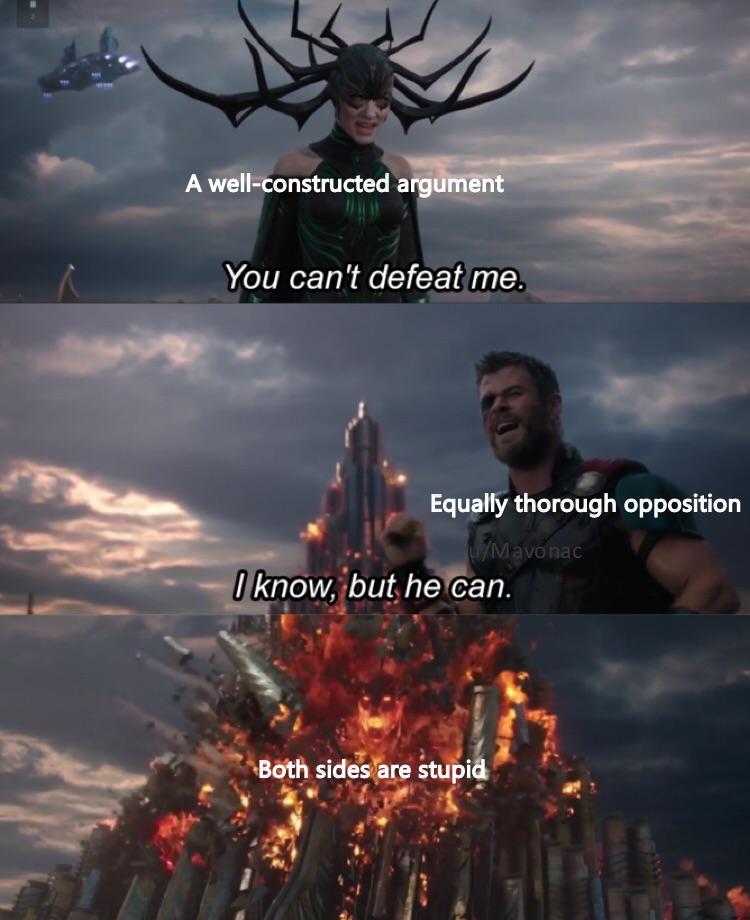 A well-constructed argument
You can't defeat me.
Equally thorough opposition
u/Mavonac
I know, but he can.
Both sides are stupid